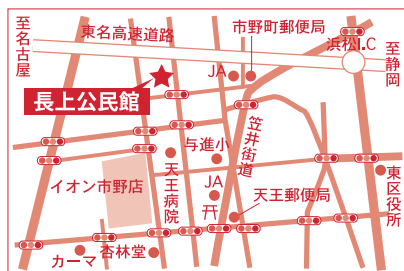 至名古屋
東名高速道路
市野町郵便局
浜松I.C
至静岡
JA
長上公民館
与進小
笠井街道
天王病院
イオン市野店
JA
天王郵便局
東区役所
カーマ
杏林堂